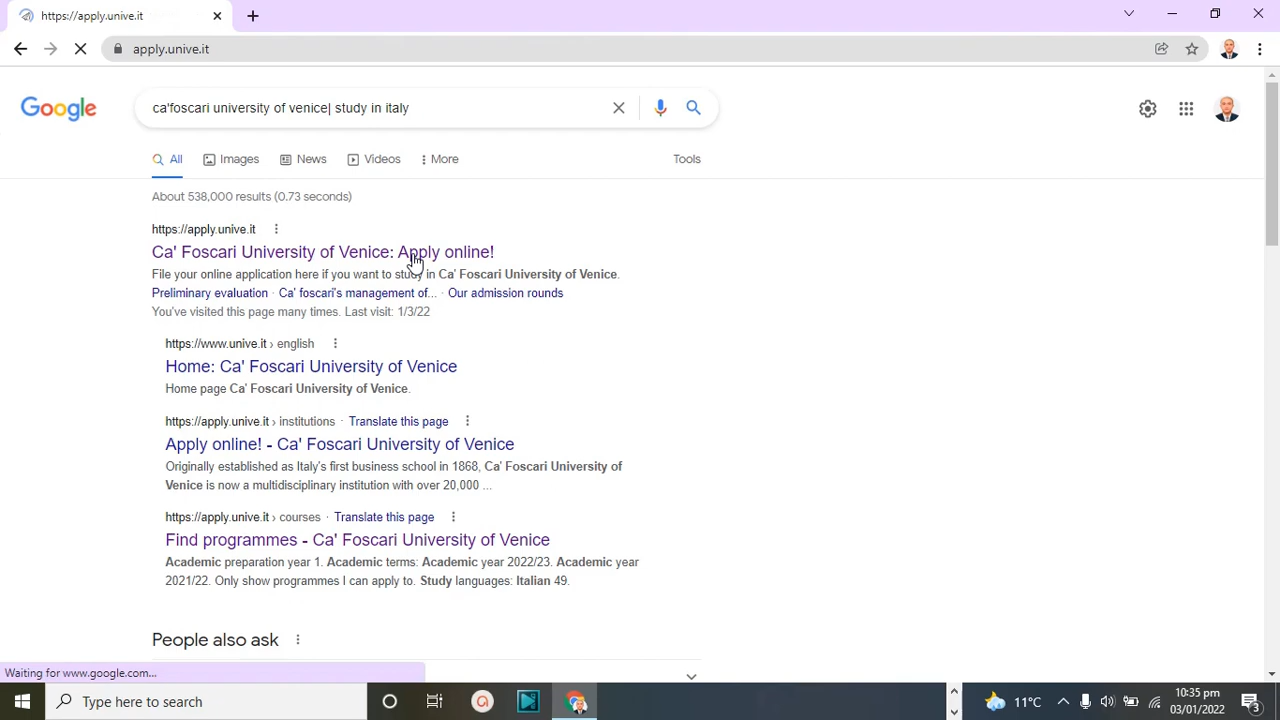 https://apply.unive.it
apply.unive.it
Google
ca'foscari university of venice| study in italy
All
Images
News
Videos
More
Tools
About 538,000 results (0.73 seconds)
https://apply.unive.it
Ca' Foscari University of Venice: Apply online!
File your online application here if you want to study in Ca' Foscari University of Venice.
Preliminary evaluation · Ca' foscari's management of... · Our admission rounds
You've visited this page many times. Last visit: 1/3/22
https://www.unive.it › english
Home: Ca' Foscari University of Venice
Home page Ca' Foscari University of Venice.
https://apply.unive.it › institutions · Translate this page
Apply online! - Ca' Foscari University of Venice
Originally established as Italy's first business school in 1868, Ca' Foscari University of
Venice is now a multidisciplinary institution with over 20,000 ...
https://apply.unive.it › courses · Translate this page
Find programmes - Ca' Foscari University of Venice
Academic preparation year 1. Academic terms: Academic year 2022/23. Academic year
2021/22. Only show programmes I can apply to. Study languages: Italian 49.
People also ask
Waiting for www.google.com...
Type here to search
11°C
10:35 pm
03/01/2022
3